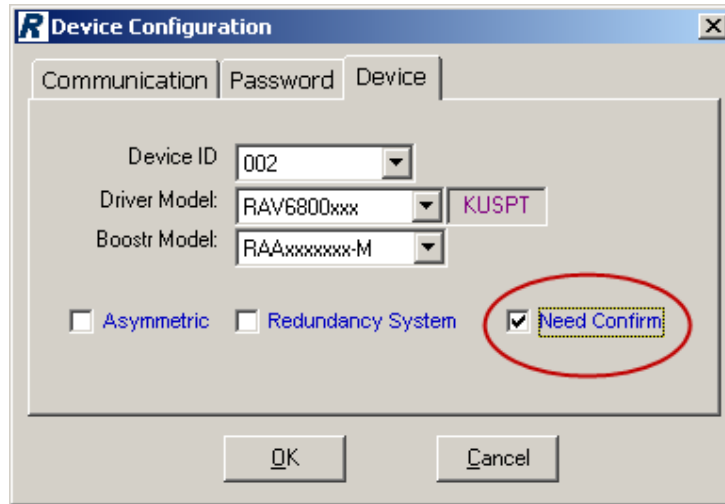 R Device Configuration
Communication Password Device
Device ID 002
Driver Model: RAV6800xxx KUSPT
Boostr Model: RAAxxxxxxx-M
Asymmetric Redundancy System Need Confirm
OK Cancel